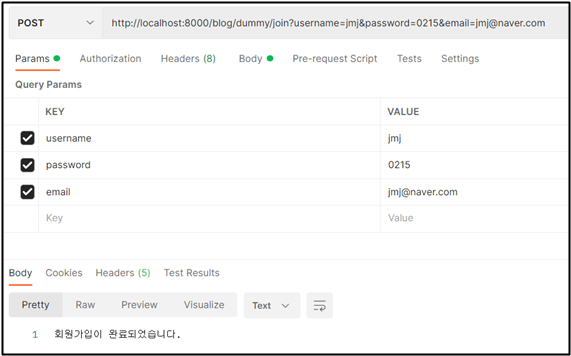 POST http://localhost:8000/blog/dummy/join?username=jmj&password=0215&email=jmj@naver.com
Params Authorization Headers (8) Body Pre-request Script Tests Settings
Query Params
KEY VALUE
username jmj
password 0215
email jmj@naver.com
Key Value
Body Cookies Headers (5) Test Results
Pretty Raw Preview Visualize Text
1 회원가입이 완료되었습니다.